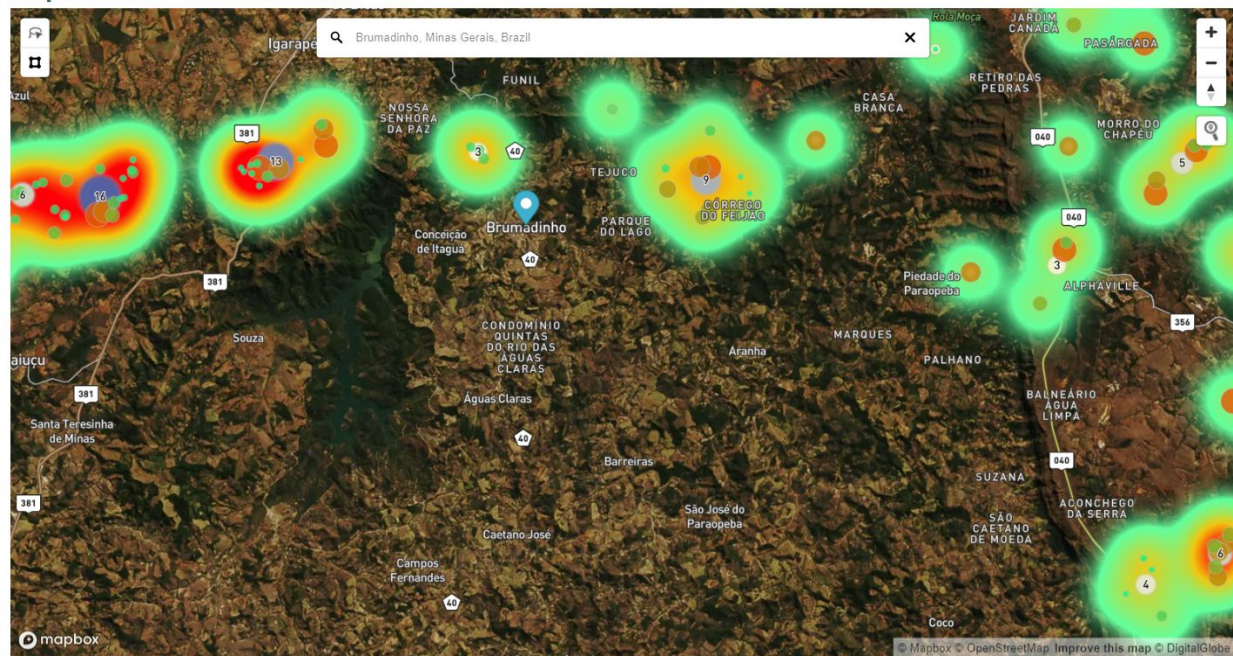 Igarape
Brumadinho, Minas Gerais, Brazil
Rola Moça
JARDIM
CANADÁ
PASÁRGADA
FUNIL
RETIRO DAS
PEDRAS
Azul
NOSSA
SENHORA
DA PAZ
CASA
BRANCA
MORRO DO
CHAPÉU
381
040
13
3
40
5
TEJUCO
6
16
9
CÓRREGO
DO FEIJÃO
040
Brumadinho
PARQUE
DO LAGO
Conceição
de Itaguá
40
3
381
Piedade do
Paraopeba
ALPHAVILLE
356
CONDOMINIO
QUINTAS
DO RIO DAS
ÁGUAS
CLARAS
Souza
MARQUES
Aranha
PALHANO
aiuçu
381
Águas Claras
BALNEÁRIO
ÁGUA
LIMPA
Santa Teresinha
de Minas
40
Barreiras
040
SUZANA
381
ACONCHEGO
DA SERRA
São José do
Paraopeba
SÃO
CAETANO
DE MOEDA
Caetano José
6
Campos
Fernandes
4
40
Coco
mapbox
© Mapbox © OpenStreetMap Improve this map © DigitalGlobe